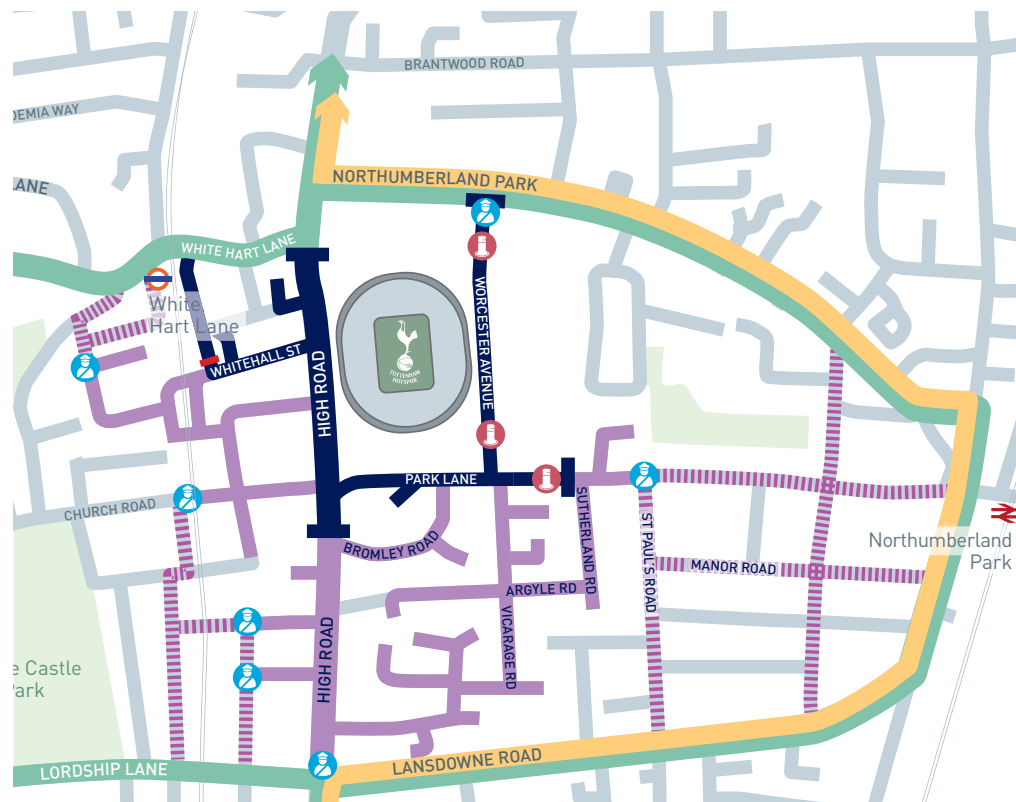 BRANTWOOD ROAD
DEMIA WAY
LANE
NORTHUMBERLAND PARK
WHITE HART LANE
White
Hart Lane
WHITEHALL ST
HIGH ROAD
WORCESTER AVENUE
TOTTENHAM
HOTSPUR
PARK LANE
CHURCH ROAD
SUTHERLAND RD
ST PAUL'S ROAD
Northumberland
Park
BROMLEY ROAD
MANOR ROAD
ARGYLE RD
VICARAGE RD
HIGH ROAD
e Castle
Park
LORDSHIP LANE
LANSDOWNE ROAD